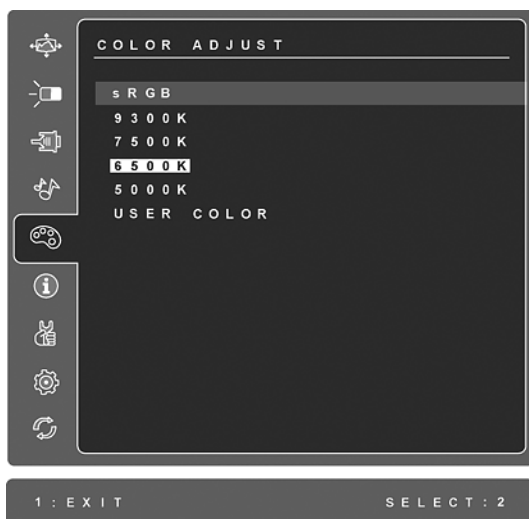 COLOR ADJUST
sRGB
9300K
7500K
6500K
5000K
USER COLOR
1:EXIT SELECT:2